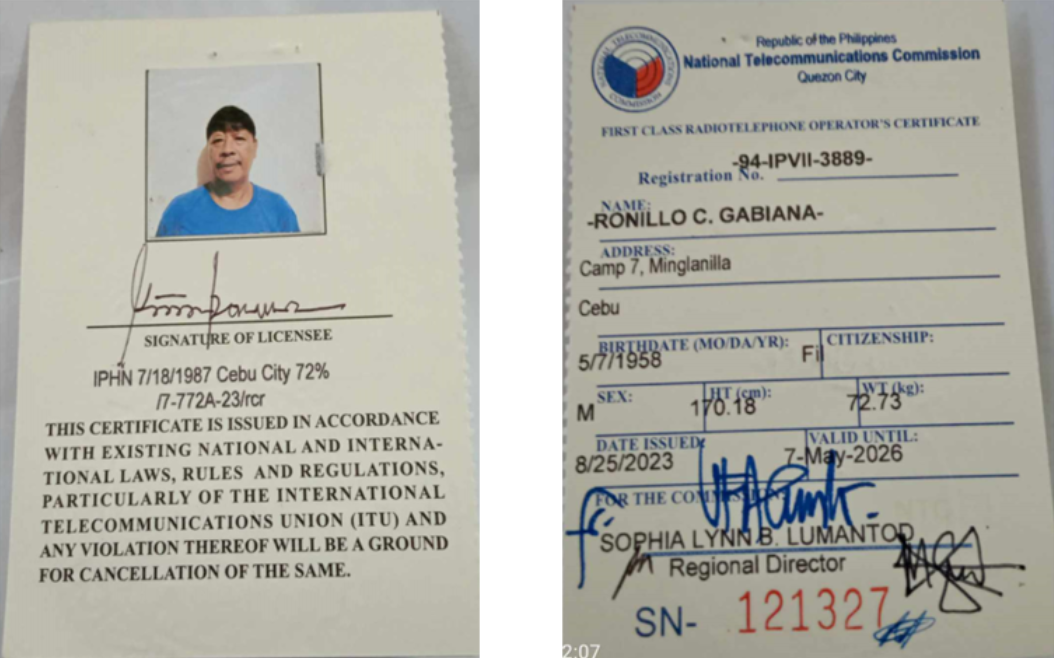 SIGNATURE OF LICENSEE
IPHN 7/18/1987 Cebu City 72%
/7-772A-23/rcr
THIS CERTIFICATE IS ISSUED IN ACCORDANCE
WITH EXISTING NATIONAL AND INTERNA-
TIONAL LAWS, RULES AND REGULATIONS,
PARTICULARLY OF THE INTERNATIONAL
TELECOMMUNICATIONS UNION (ITU) AND
ANY VIOLATION THEREOF WILL BE A GROUND
FOR CANCELLATION OF THE SAME.
NATIONAL TELECOMMUNICATIONS COMMISSION
Republic of the Philippines
National Telecommunications Commission
Quezon City
FIRST CLASS RADIOTELEPHONE OPERATOR'S CERTIFICATE
-94-IPVII-3889-
Registration No.
NAME:
-RONILLO C. GABIANA-
ADDRESS:
Camp 7, Minglanilla
Cebu
BIRTHDATE (MO/DA/YR): CITIZENSHIP:
5/7/1958 Fil
SEX: HT (cm): WT (kg):
M 170.18 72.73
DATE ISSUED: VALID UNTIL:
8/25/2023 7-May-2026
FOR THE COMMISSION:
SOPHIA LYNN B. LUMANTOD
Regional Director
SN- 121327
2:07